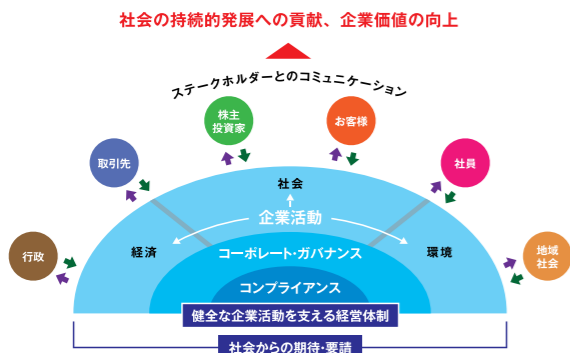 社会の持続的発展への貢献、企業価値の向上
ステークホルダーとのコミュニケーション
株主
投資家
お客様
取引先
社員
社会
企業活動
行政
経済
コーポレート・ガバナンス
環境
地域
社会
コンプライアンス
健全な企業活動を支える経営体制
社会からの期待・要請